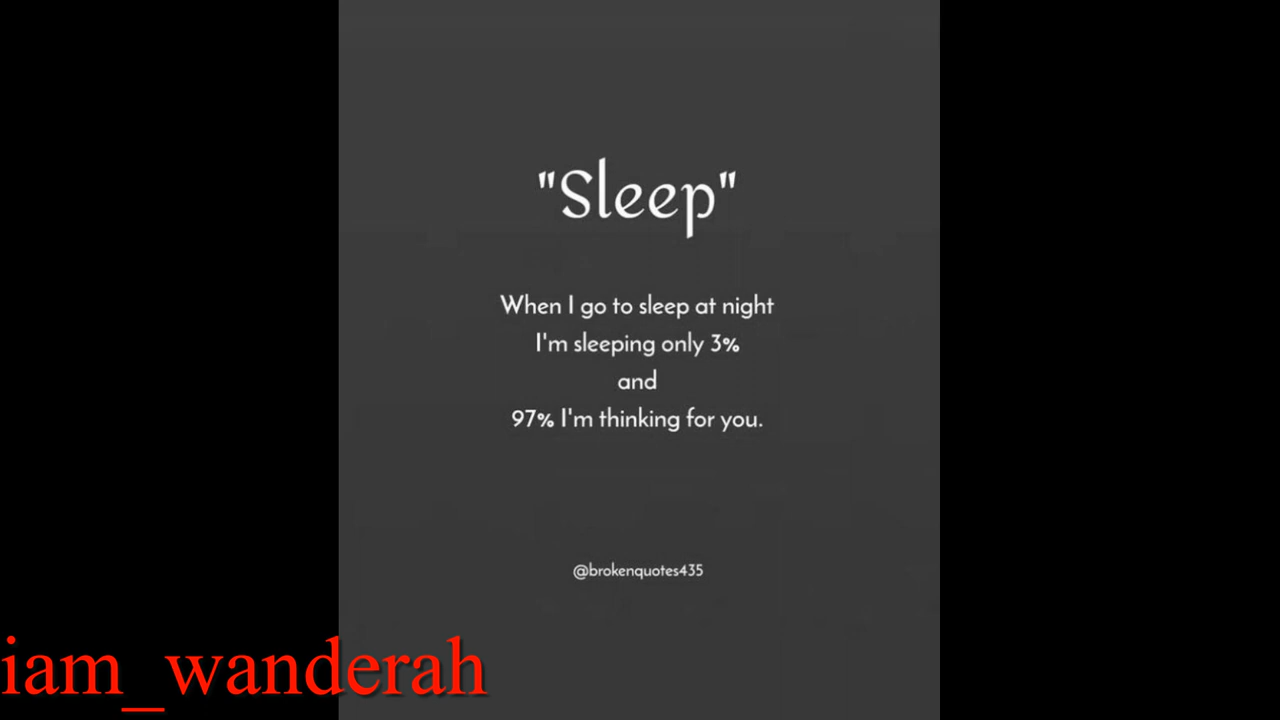 "Sleep"
When I go to sleep at night
I'm sleeping only 3%
and
97% I'm thinking for you.
@brokenquotes435
iam_wanderah